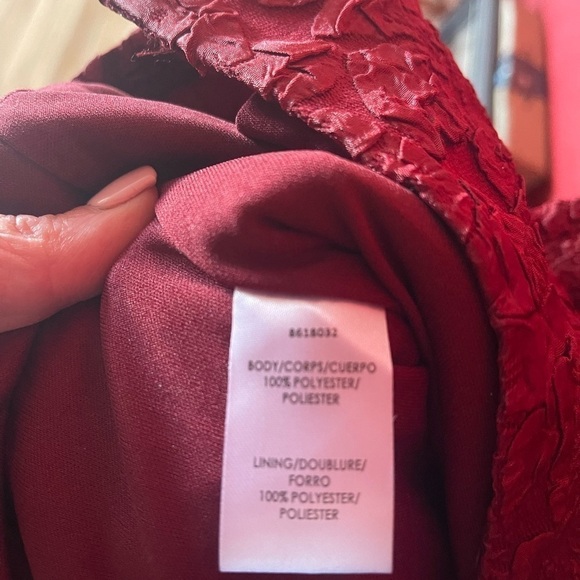 8618032
BODY/CORPS/CUERPO
100% POLYESTER/
POLIESTER
LINING/DOUBLURE/
FORRO
100% POLYESTER/
POLIESTER